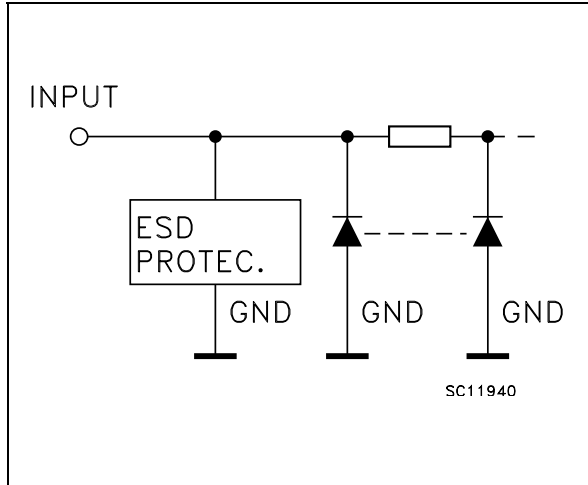 INPUT
ESD
PROTEC.
GND
GND
GND
SC11940